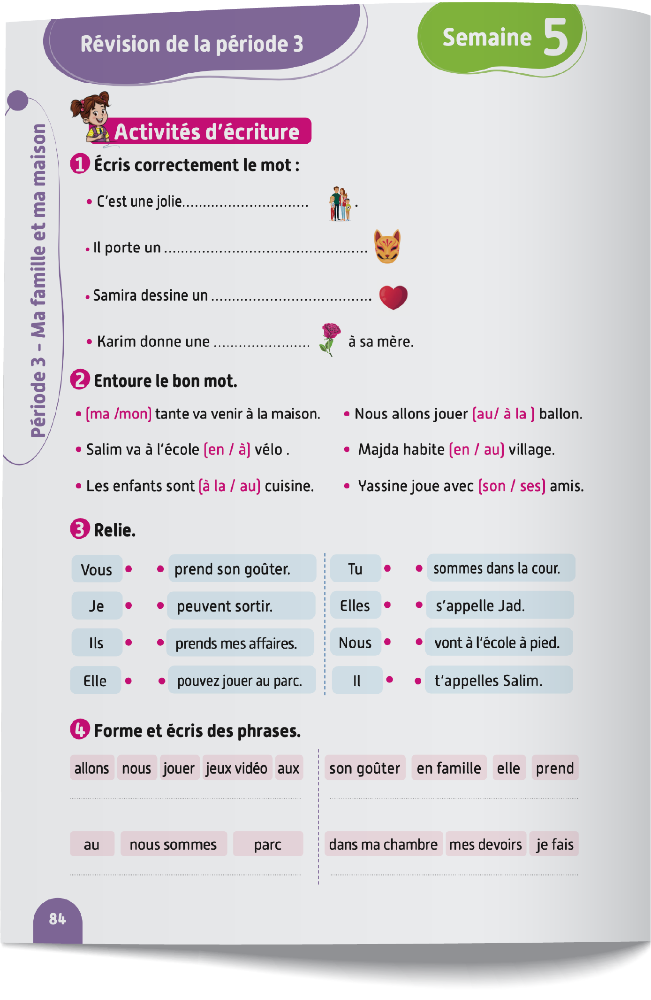 Révision de la période 3
Semaine 5
Période 3 - Ma famille et ma maison
Activités d'écriture
1 Écris correctement le mot :
• C'est une jolie.............................. .
• Il porte un ................................................
• Samira dessine un ......................................
• Karim donne une ....................... à sa mère.
2 Entoure le bon mot.
• (ma /mon) tante va venir à la maison.
• Nous allons jouer (au/ à la ) ballon.
• Salim va à l'école (en / à) vélo .
• Majda habite (en / au) village.
• Les enfants sont (à la / au) cuisine.
• Yassine joue avec (son / ses) amis.
3 Relie.
Vous • • prend son goûter.
Je • • peuvent sortir.
Ils • • prends mes affaires.
Elle • • pouvez jouer au parc.
Tu • • sommes dans la cour.
Elles • • s'appelle Jad.
Nous • • vont à l'école à pied.
Il • • t'appelles Salim.
4 Forme et écris des phrases.
allons nous jouer jeux vidéo aux
son goûter en famille elle prend
au nous sommes parc
dans ma chambre mes devoirs je fais
84